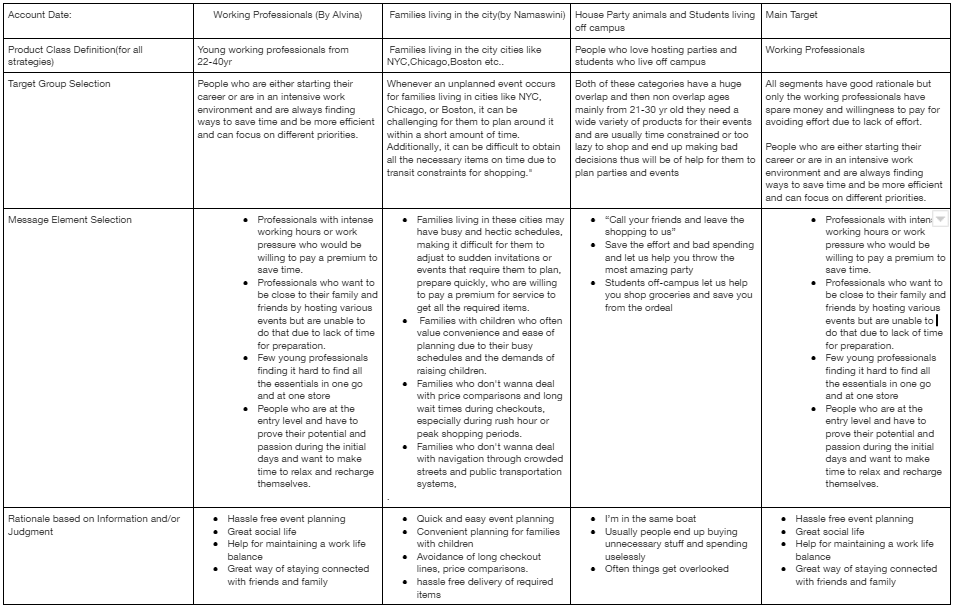 Account Date:
Working Professionals (By Alvina)
Families living in the city(by Namaswini)
House Party animals and Students living
off campus
Main Target
Product Class Definition(for all
strategies)
Young working professionals from
22-40yr
Families living in the city cities like
NYC,Chicago,Boston etc..
People who love hosting parties and
students who live off campus
Working Professionals
Target Group Selection
People who are either starting their
career or are in an intensive work
environment and are always finding
ways to save time and be more efficient
and can focus on different priorities.
Whenever an unplanned event occurs
for families living in cities like NYC,
Chicago, or Boston, it can be
challenging for them to plan around it
within a short amount of time.
Additionally, it can be difficult to obtain
all the necessary items on time due to
transit constraints for shopping."
Both of these categories have a huge
overlap and then non overlap ages
mainly from 21-30 yr old they need a
wide variety of products for their events
and are usually time constrained or too
lazy to shop and end up making bad
decisions thus will be of help for them to
plan parties and events
All segments have good rationale but
only the working professionals have
spare money and willingness to pay for
avoiding effort due to lack of effort.
People who are either starting their
career or are in an intensive work
environment and are always finding
ways to save time and be more efficient
and can focus on different priorities.
Message Element Selection
● Professionals with intense
working hours or work
pressure who would be
willing to pay a premium to
save time.
● Professionals who want to
be close to their family and
friends by hosting various
events but are unable to
do that due to lack of time
for preparation.
● Few young professionals
finding it hard to find all
the essentials in one go
and at one store
● People who are at the
entry level and have to
prove their potential and
passion during the initial
days and want to make
time to relax and recharge
themselves.
● Families living in these cities may
have busy and hectic schedules,
making it difficult for them to
adjust to sudden invitations or
events that require them to plan,
prepare quickly, who are willing
to pay a premium for service to
get all the required items.
● Families with children who often
value convenience and ease of
planning due to their busy
schedules and the demands of
raising children.
● Families who don't wanna deal
with price comparisons and long
wait times during checkouts,
especially during rush hour or
peak shopping periods.
● Families who don't wanna deal
with navigation through crowded
streets and public transportation
systems,
.
● “Call your friends and leave the
shopping to us”
● Save the effort and bad spending
and let us help you throw the
most amazing party
● Students off-campus let us help
you shop groceries and save you
from the ordeal
● Professionals with
working hours or work
pressure who would be
willing to pay a premium to
save time.
● Professionals who want to
be close to their family and
friends by hosting various
events but are unable to
do that due to lack of time
for preparation.
● Few young professionals
finding it hard to find all
the essentials in one go
and at one store
● People who are at the
entry level and have to
prove their potential and
passion during the initial
days and want to make
time to relax and recharge
themselves.
Rationale based on Information and/or
Judgment
● Hassle free event planning
● Great social life
● Help for maintaining a work life
balance
● Great way of staying connected
with friends and family
● Quick and easy event planning
● Convenient planning for families
with children
● Avoidance of long checkout
lines, price comparisons.
● hassle free delivery of required
items
● I’m in the same boat
● Usually people end up buying
unnecessary stuff and spending
uselessly
● Often things get overlooked
● Hassle free event planning
● Great social life
● Help for maintaining a work life
balance
● Great way of staying connected
with friends and family